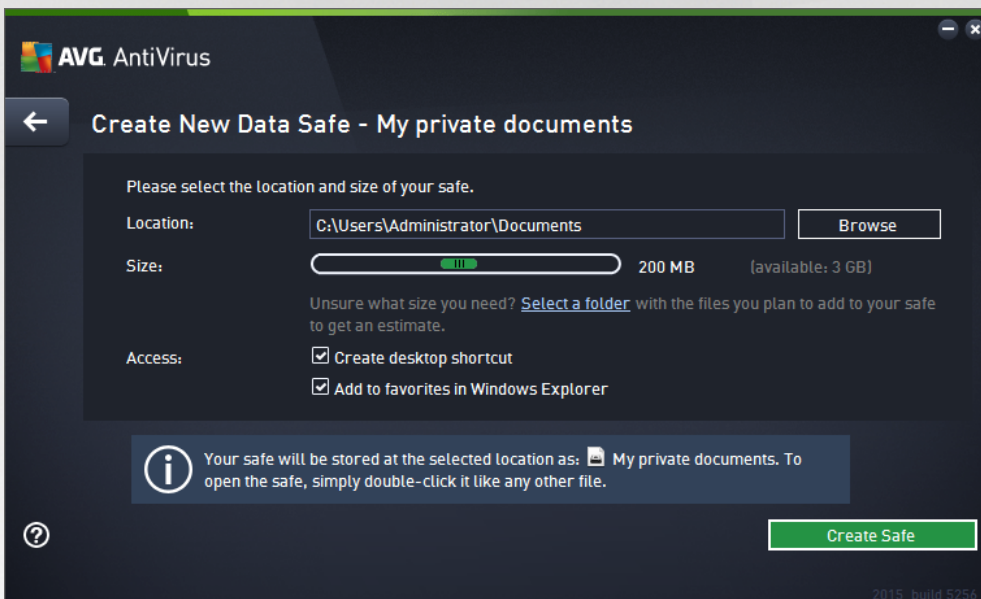 AVG. AntiVirus
Create New Data Safe - My private documents
Please select the location and size of your safe.
Location:
C:\Users\Administrator\Documents
Browse
Size:
200 MB
(available: 3 GB)
Unsure what size you need? Select a folder with the files you plan to add to your safe
to get an estimate.
Access:
Create desktop shortcut
Add to favorites in Windows Explorer
Your safe will be stored at the selected location as: My private documents. To
open the safe, simply double-click it like any other file.
Create Safe
2015 build 5256